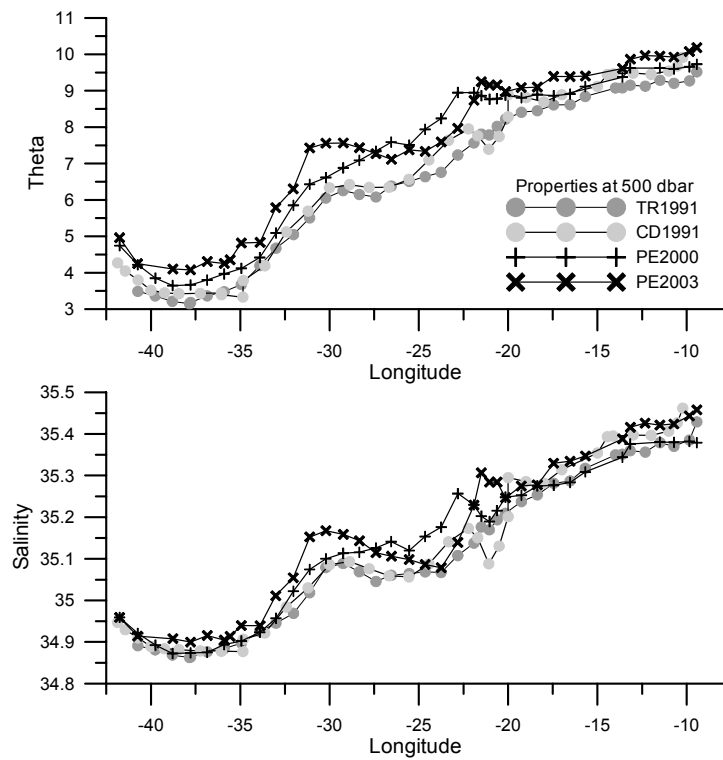 11
10
9
8
7
6
5
4
3
Theta
Properties at 500 dbar
TR1991
CD1991
PE2000
PE2003
-40 -35 -30 -25 -20 -15 -10
Longitude
35.5
35.4
35.3
35.2
35.1
35
34.9
34.8
Salinity
-40 -35 -30 -25 -20 -15 -10
Longitude